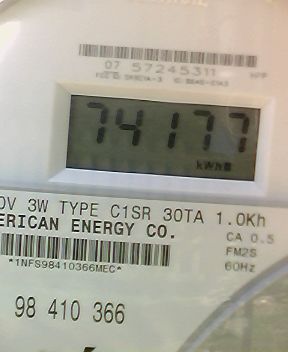 07 57245311
74177
kWh
0V 3W TYPE C1SR 30TA 1.0Kh
ERICAN ENERGY CO.
CA 0.5
FM2S
*1NFS98410366MEC*
60Hz
98 410 366